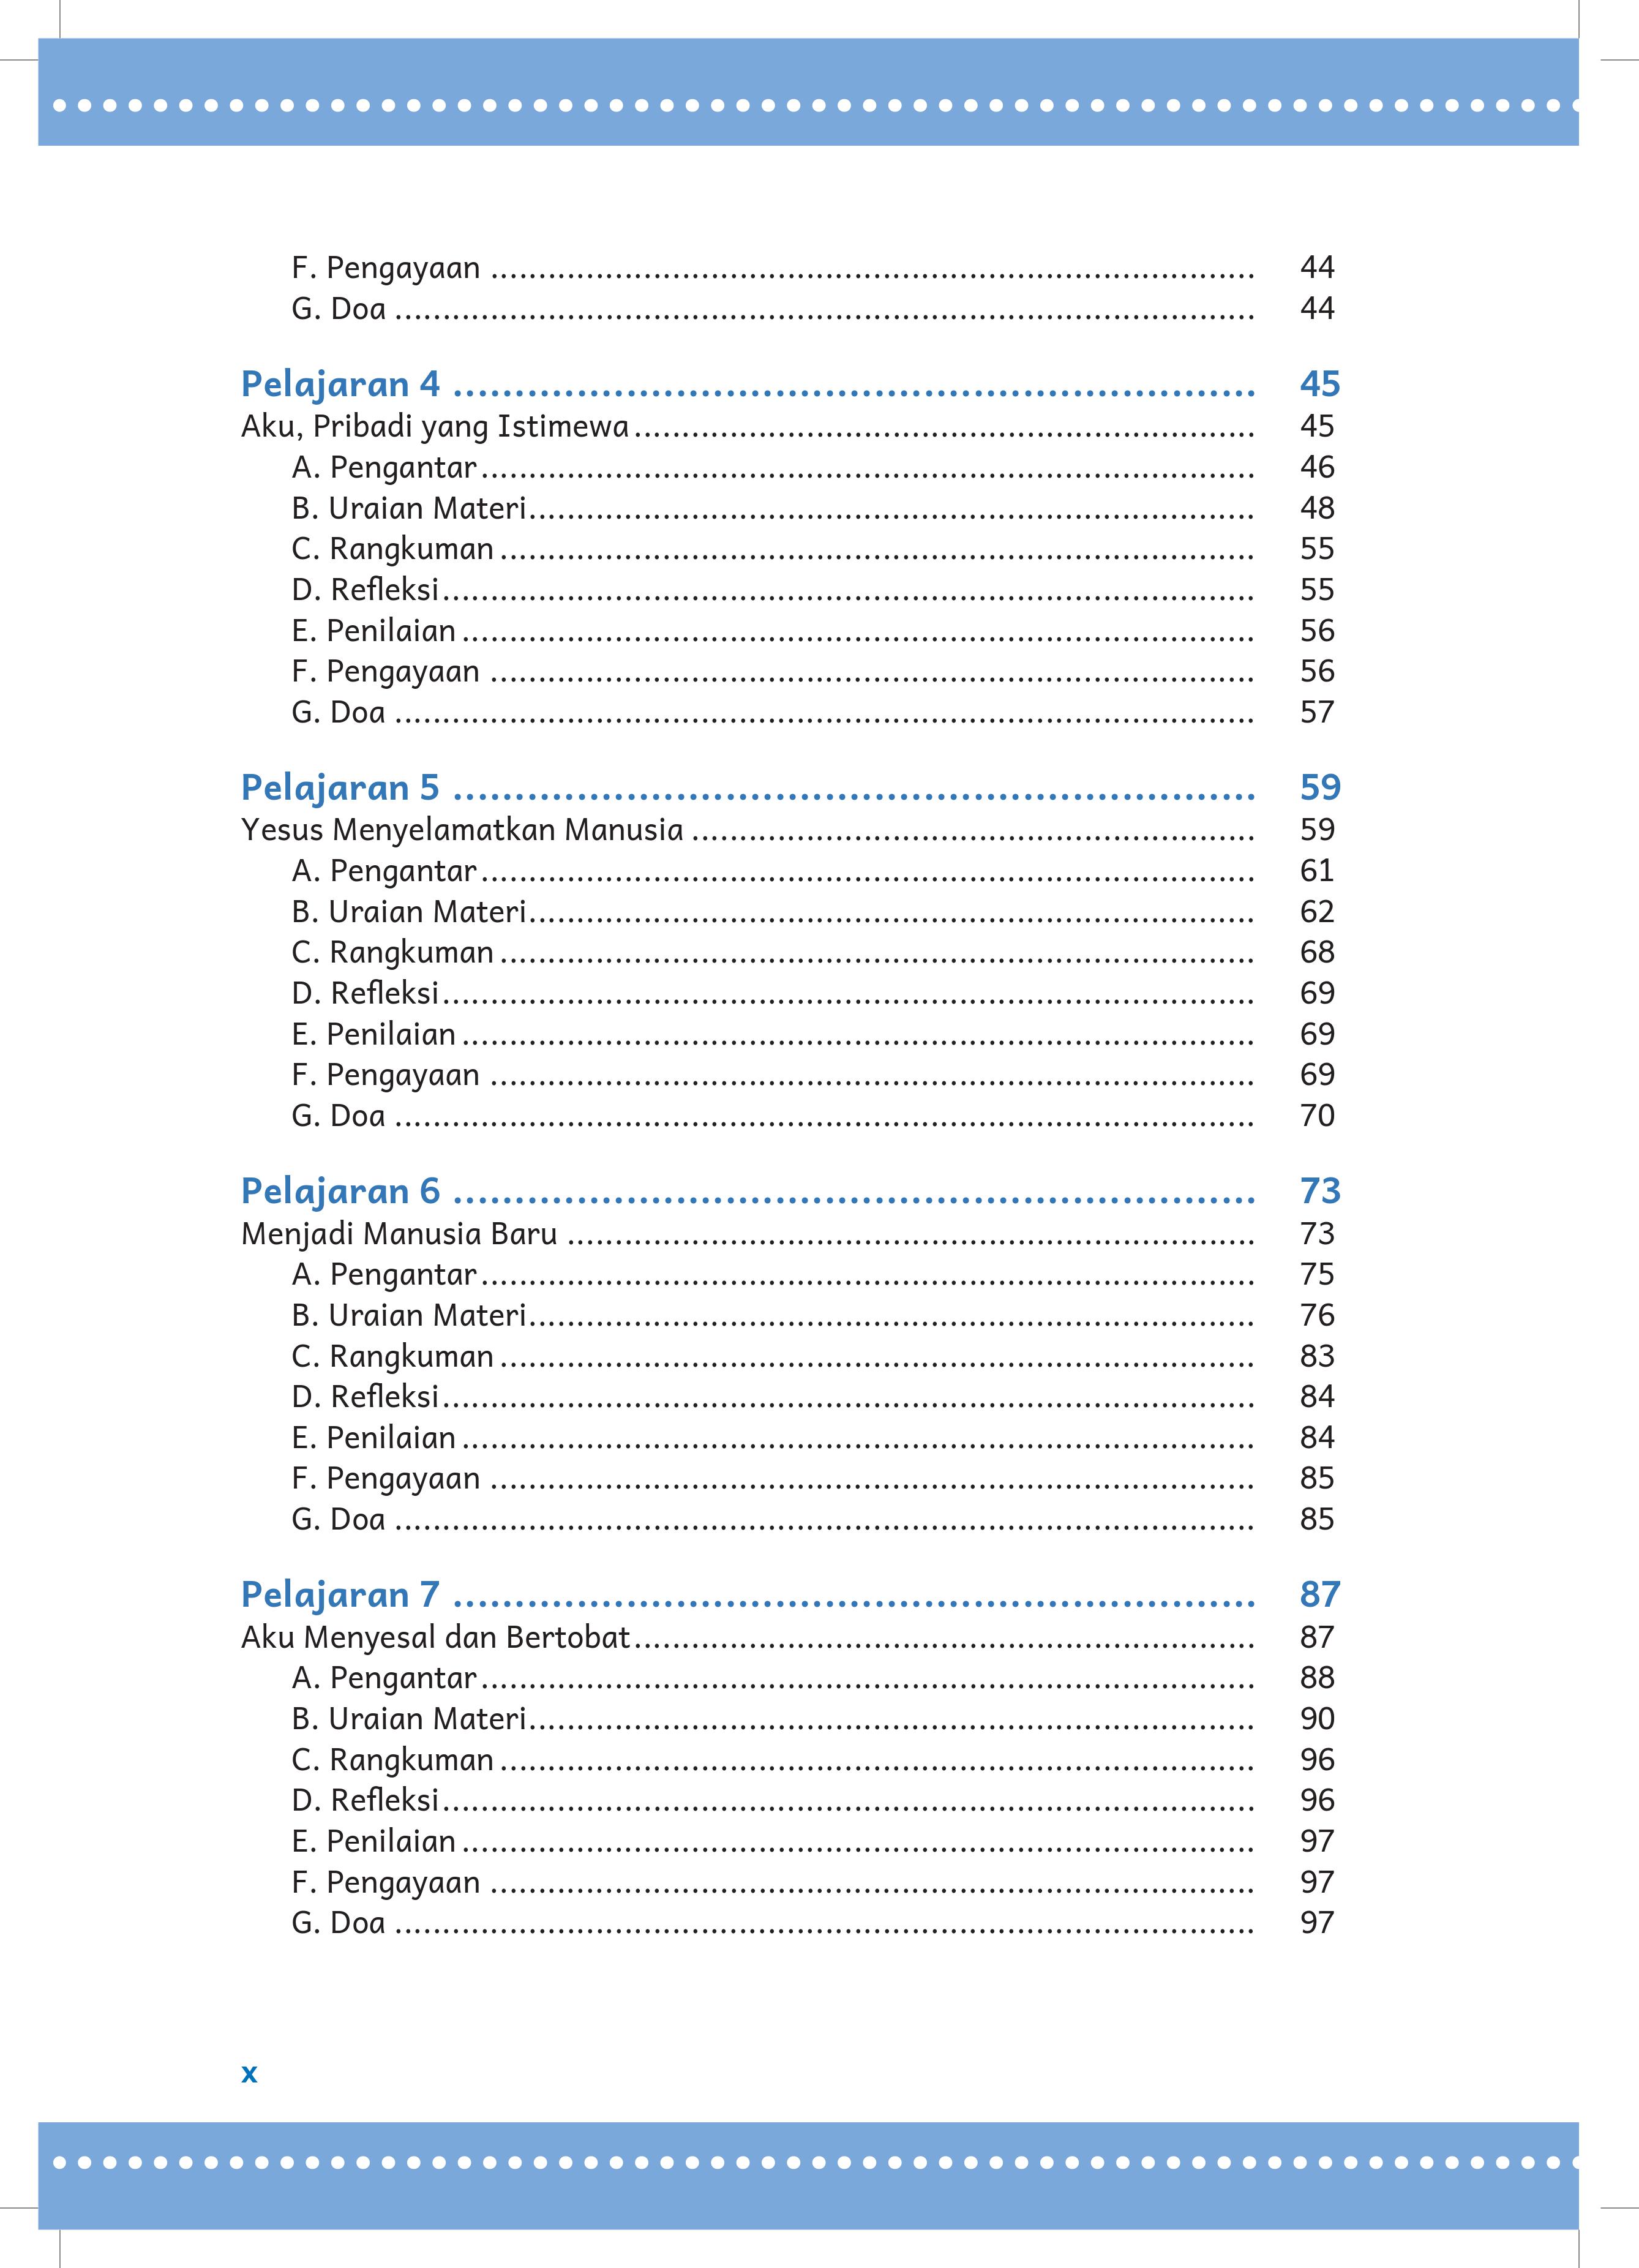 F. Pengayaan ................................................................................ 44
G. Doa .......................................................................................... 44
Pelajaran 4 ................................................................. 45
Aku, Pribadi yang Istimewa ................................................................. 45
A. Pengantar ................................................................................. 46
B. Uraian Materi ............................................................................ 48
C. Rangkuman ............................................................................... 55
D. Refleksi ..................................................................................... 55
E. Penilaian ................................................................................... 56
F. Pengayaan ................................................................................ 56
G. Doa .......................................................................................... 57
Pelajaran 5 ................................................................. 59
Yesus Menyelamatkan Manusia ........................................................... 59
A. Pengantar ................................................................................. 61
B. Uraian Materi ............................................................................ 62
C. Rangkuman ............................................................................... 68
D. Refleksi ..................................................................................... 69
E. Penilaian ................................................................................... 69
F. Pengayaan ................................................................................ 69
G. Doa .......................................................................................... 70
Pelajaran 6 ................................................................. 73
Menjadi Manusia Baru ........................................................................ 73
A. Pengantar ................................................................................. 75
B. Uraian Materi ............................................................................ 76
C. Rangkuman ............................................................................... 83
D. Refleksi ..................................................................................... 84
E. Penilaian ................................................................................... 84
F. Pengayaan ................................................................................ 85
G. Doa .......................................................................................... 85
Pelajaran 7 ................................................................. 87
Aku Menyesal dan Bertobat ................................................................. 87
A. Pengantar ................................................................................. 88
B. Uraian Materi ............................................................................ 90
C. Rangkuman ............................................................................... 96
D. Refleksi ..................................................................................... 96
E. Penilaian ................................................................................... 97
F. Pengayaan ................................................................................ 97
G. Doa .......................................................................................... 97
x